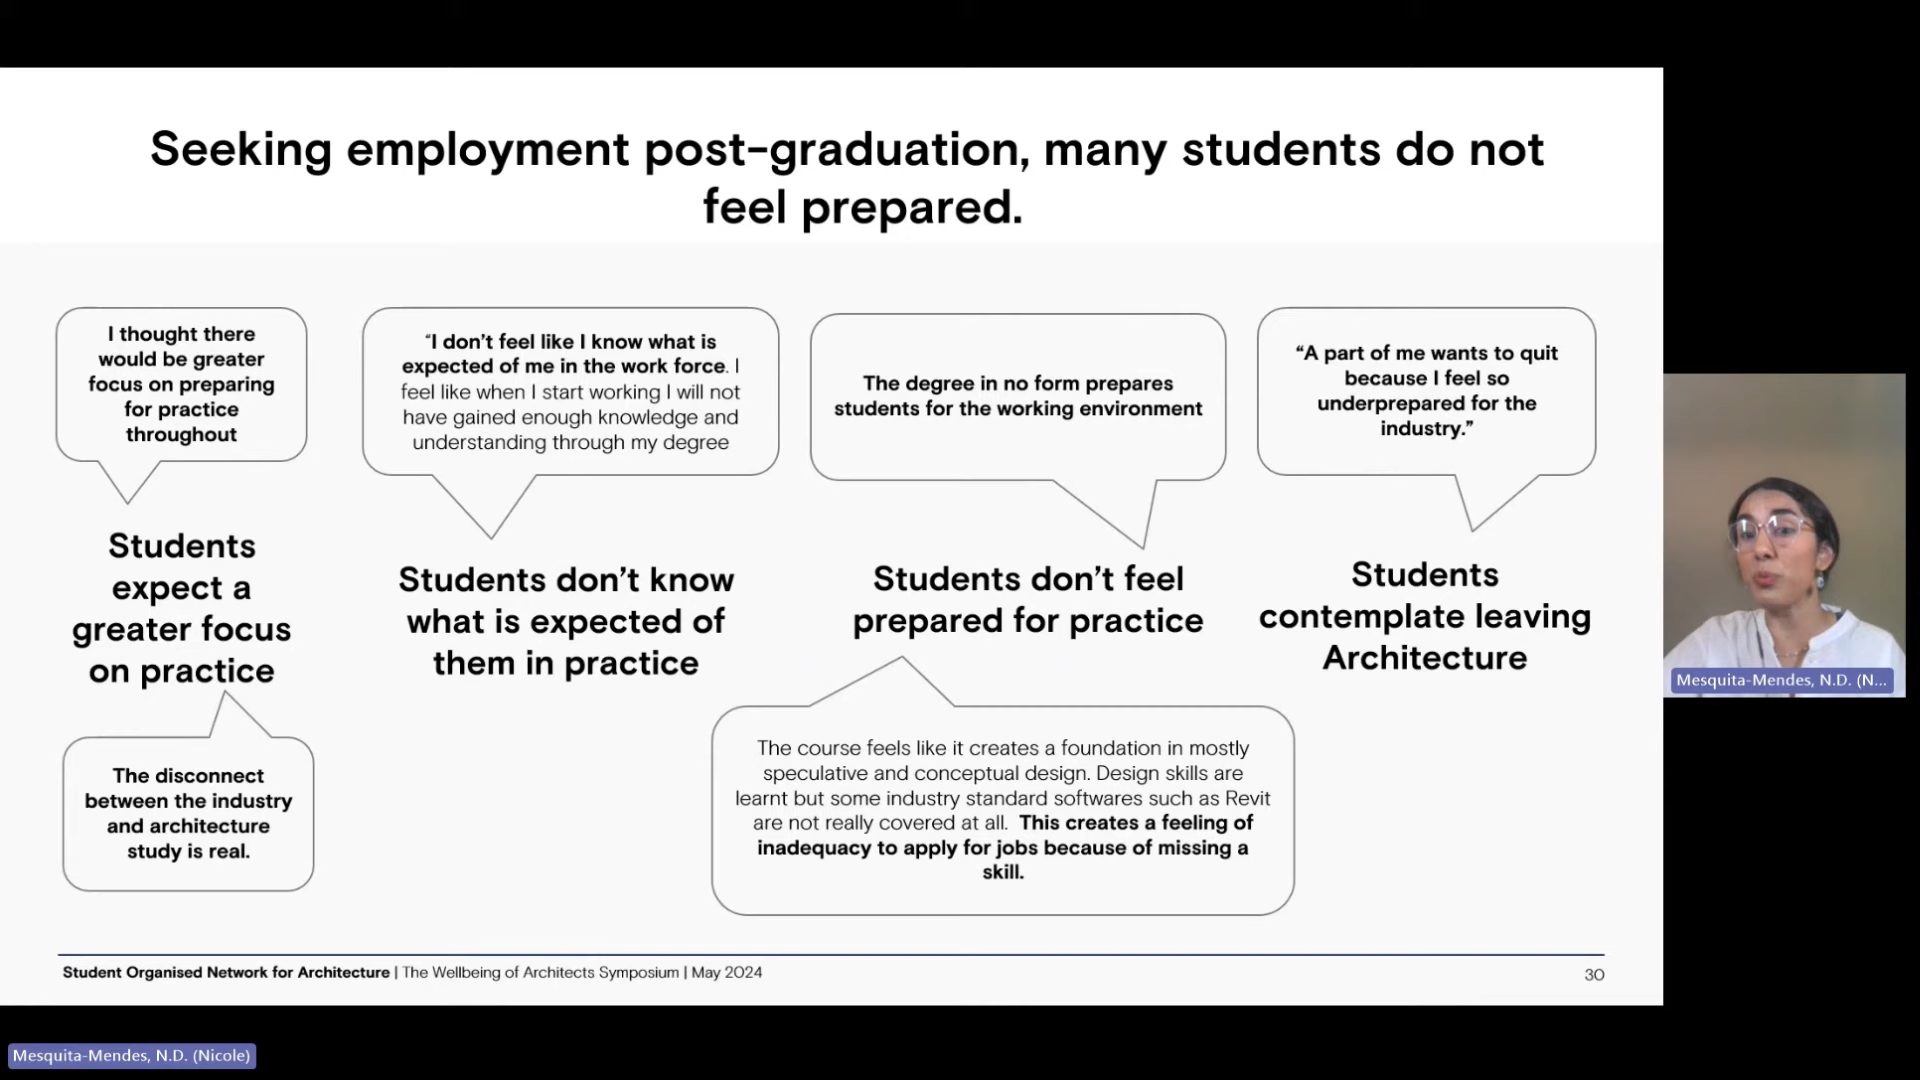 Seeking employment post-graduation, many students do not
feel prepared.
I thought there
would be greater
focus on preparing
for practice
throughout
“I don’t feel like I know what is
expected of me in the work force. I
feel like when I start working I will not
have gained enough knowledge and
understanding through my degree
The degree in no form prepares
students for the working environment
“A part of me wants to quit
because I feel so
underprepared for the
industry.”
Students
expect a
greater focus
on practice
Students don’t know
what is expected of
them in practice
Students don’t feel
prepared for practice
Students
contemplate leaving
Architecture
The disconnect
between the industry
and architecture
study is real.
The course feels like it creates a foundation in mostly
speculative and conceptual design. Design skills are
learnt but some industry standard softwares such as Revit
are not really covered at all. This creates a feeling of
inadequacy to apply for jobs because of missing a
skill.
Student Organised Network for Architecture | The Wellbeing of Architects Symposium | May 2024
30
Mesquita-Mendes, N.D. (N...
Mesquita-Mendes, N.D. (Nicole)